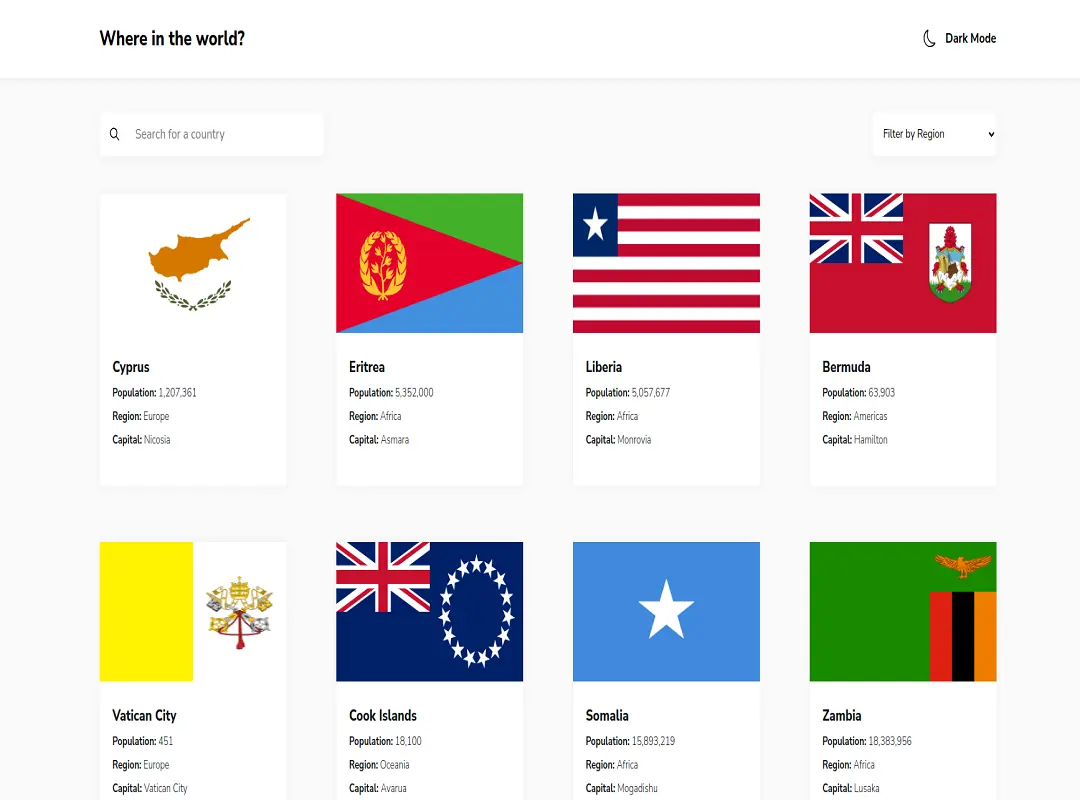 Where in the world?
Dark Mode
Search for a country
Filter by Region
Cyprus
Population: 1,207,361
Region: Europe
Capital: Nicosia
Eritrea
Population: 5,352,000
Region: Africa
Capital: Asmara
Liberia
Population: 5,057,677
Region: Africa
Capital: Monrovia
Bermuda
Population: 63,903
Region: Americas
Capital: Hamilton
Vatican City
Population: 451
Region: Europe
Capital: Vatican City
Cook Islands
Population: 18,100
Region: Oceania
Capital: Avarua
Somalia
Population: 15,893,219
Region: Africa
Capital: Mogadishu
Zambia
Population: 18,383,956
Region: Africa
Capital: Lusaka